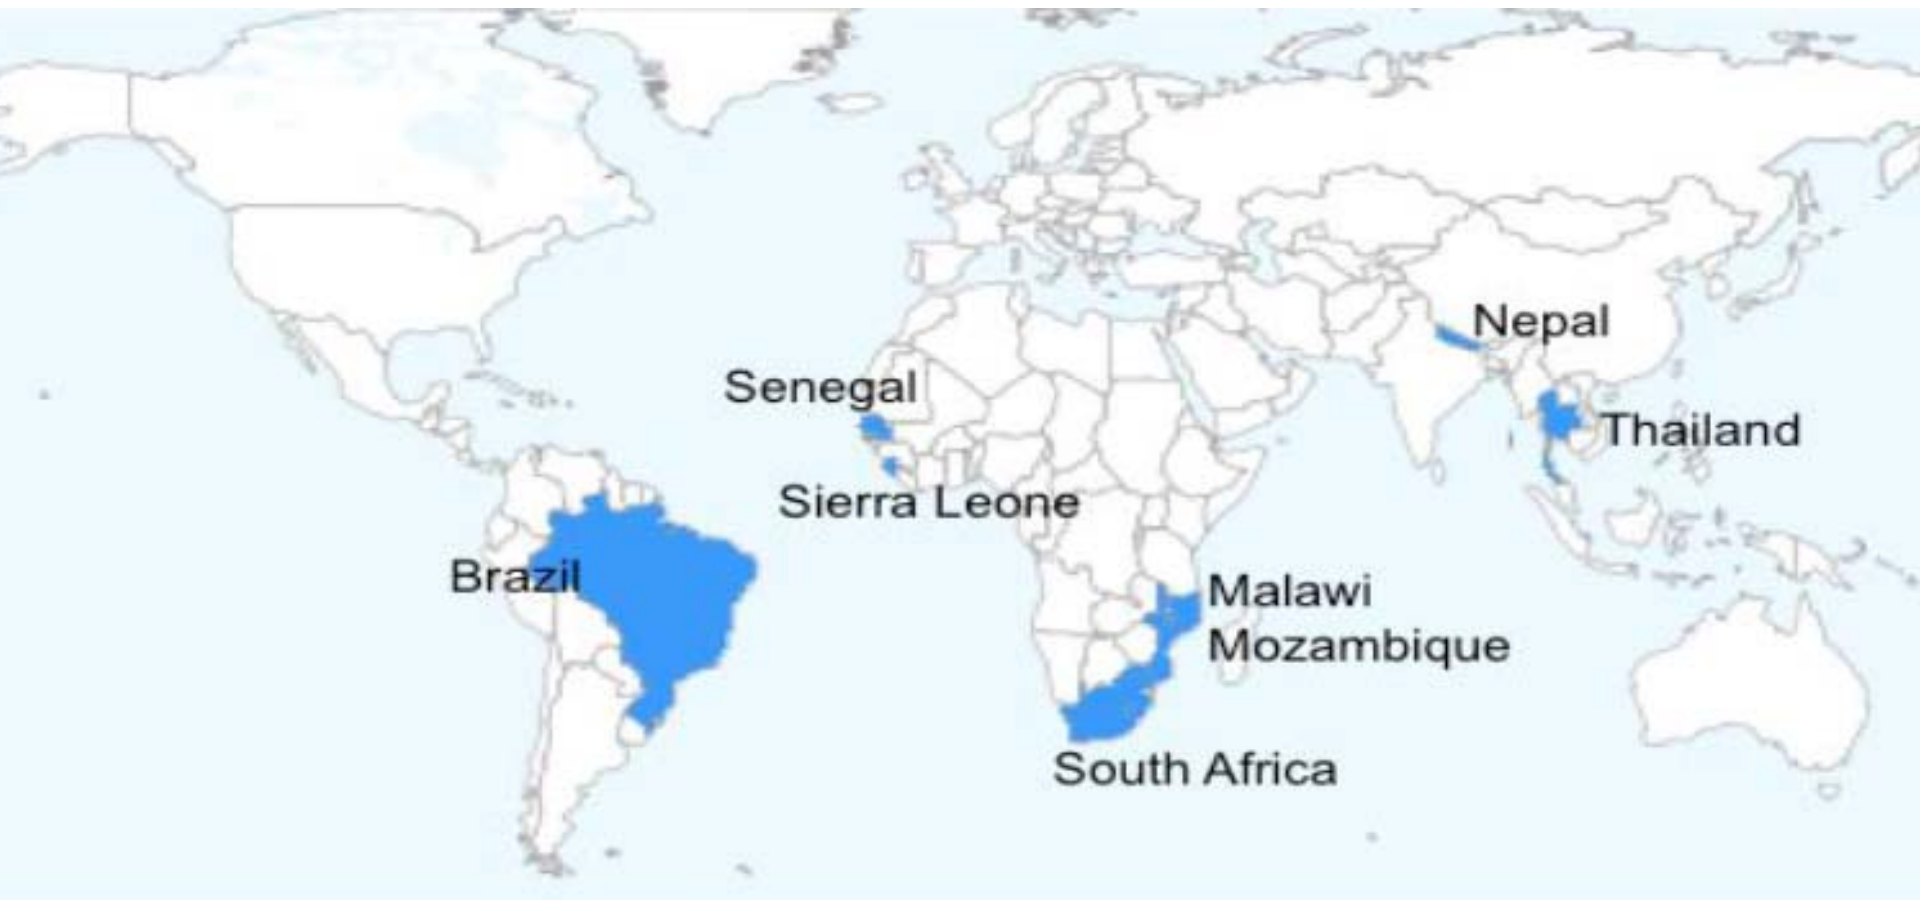 Nepal
Senegal
Thailand
Sierra Leone
Brazil
Malawi
Mozambique
South Africa